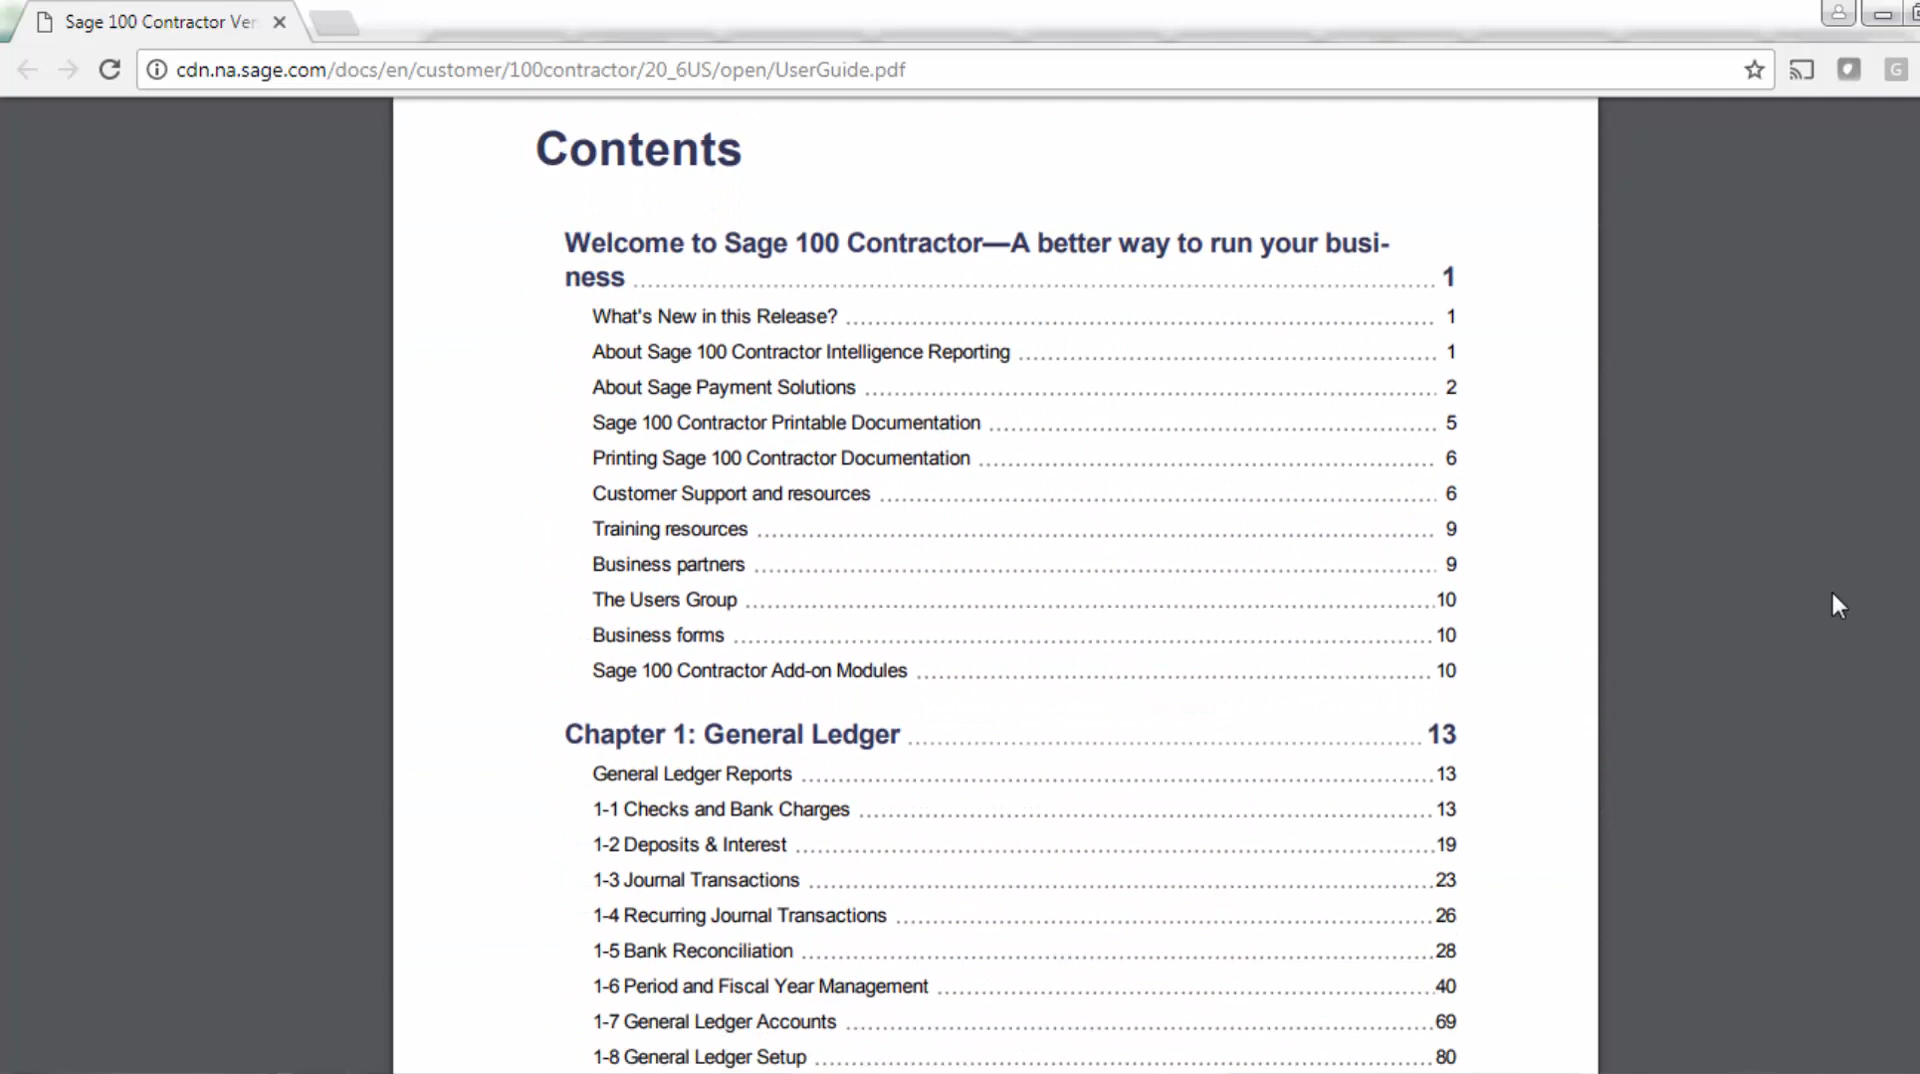 Sage 100 Contractor Ver
cdn.na.sage.com/docs/en/customer/100contractor/20_6US/open/UserGuide.pdf
G
Contents
Welcome to Sage 100 Contractor—A better way to run your busi-
ness 1
What's New in this Release? 1
About Sage 100 Contractor Intelligence Reporting 1
About Sage Payment Solutions 2
Sage 100 Contractor Printable Documentation 5
Printing Sage 100 Contractor Documentation 6
Customer Support and resources 6
Training resources 9
Business partners 9
The Users Group 10
Business forms 10
Sage 100 Contractor Add-on Modules 10
Chapter 1: General Ledger 13
General Ledger Reports 13
1-1 Checks and Bank Charges 13
1-2 Deposits & Interest 19
1-3 Journal Transactions 23
1-4 Recurring Journal Transactions 26
1-5 Bank Reconciliation 28
1-6 Period and Fiscal Year Management 40
1-7 General Ledger Accounts 69
1-8 General Ledger Setup 80